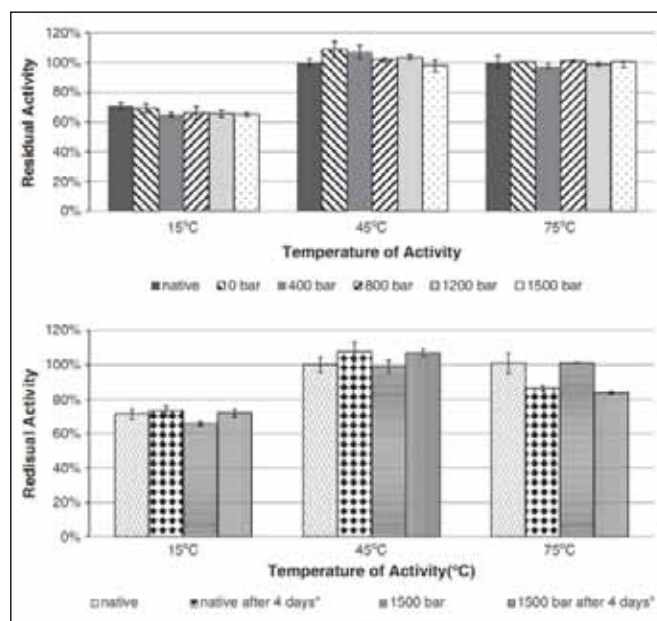 120%
100%
80%
60%
40%
20%
0%
Residual Activity
15°C 45°C 75°C
Temperature of Activity
native 0 bar 400 bar 800 bar 1200 bar 1500 bar
120%
100%
80%
60%
40%
20%
0%
Redisual Activity
15°C 45°C 75°C
Temperature of Activity(°C)
native native after 4 days* 1500 bar 1500 bar after 4 days*